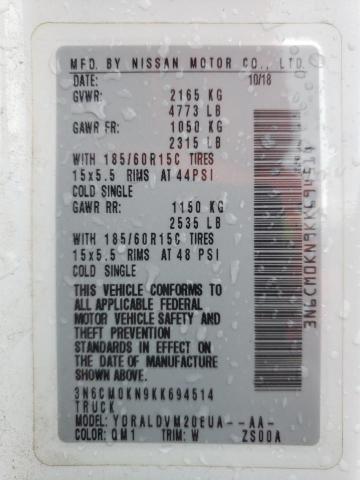 MFD. BY NISSAN MOTOR CO., LTD.
DATE: 10/18
GVWR: 2165 KG
4773 LB
GAWR FR: 1050 KG
2315 LB
WITH 185/60R15C TIRES
15x5.5 RIMS AT 44PSI
COLD SINGLE
GAWR RR: 1150 KG
2535 LB
WITH 185/60R15C TIRES
15x5.5 RIMS AT 48 PSI
COLD SINGLE
THIS VEHICLE CONFORMS TO
ALL APPLICABLE FEDERAL
MOTOR VEHICLE SAFETY AND
THEFT PREVENTION
STANDARDS IN EFFECT ON
THE DATE OF MANUFACTURE
SHOWN ABOVE.
3N6CM0KN9KK694514
TRUCK
MODEL: YDRALDVM20EUA--AA-
COLOR: QM1 TRIM: W ZS00A
3N6CM0KN9KK694514